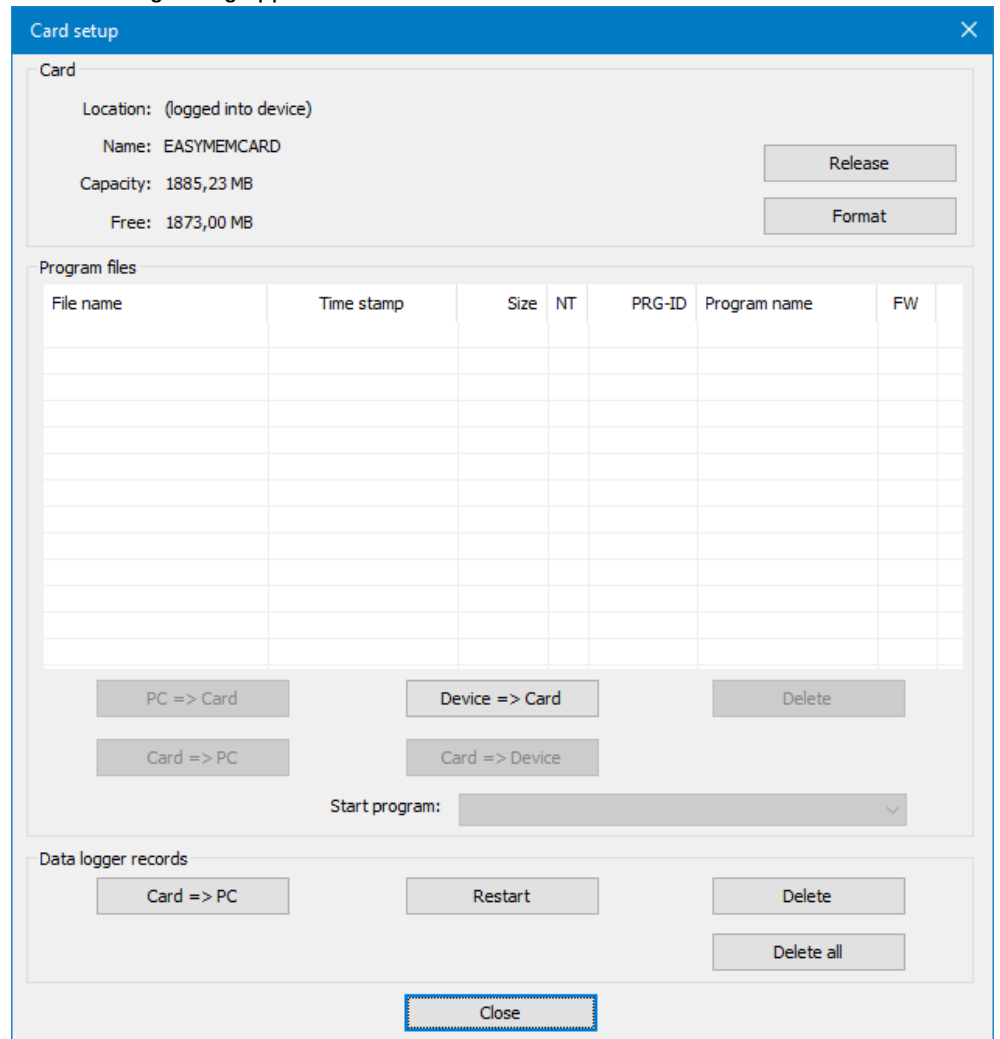 Card setup
Card
Location: (logged into device)
Name: EASYMEMCARD
Release
Capacity: 1885,23 MB
Format
Free: 1873,00 MB
Program files
File name Time stamp Size NT PRG-ID Program name FW
PC => Card Device => Card Delete
Card => PC Card => Device
Start program:
Data logger records
Card => PC Restart Delete
Delete all
Close